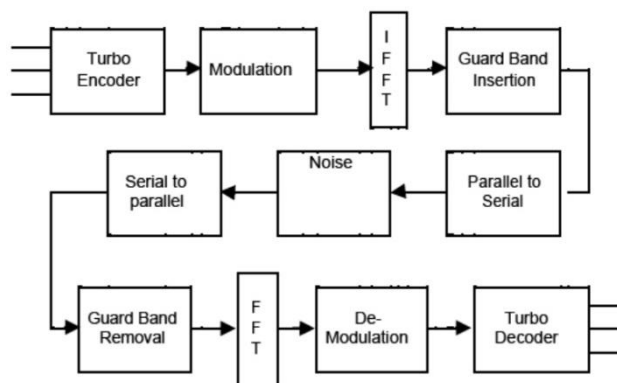 Turbo
Encoder
Modulation
I
F
F
T
Guard Band
Insertion
Serial to
parallel
Noise
Parallel to
Serial
Guard Band
Removal
F
F
T
De-
Modulation
Turbo
Decoder